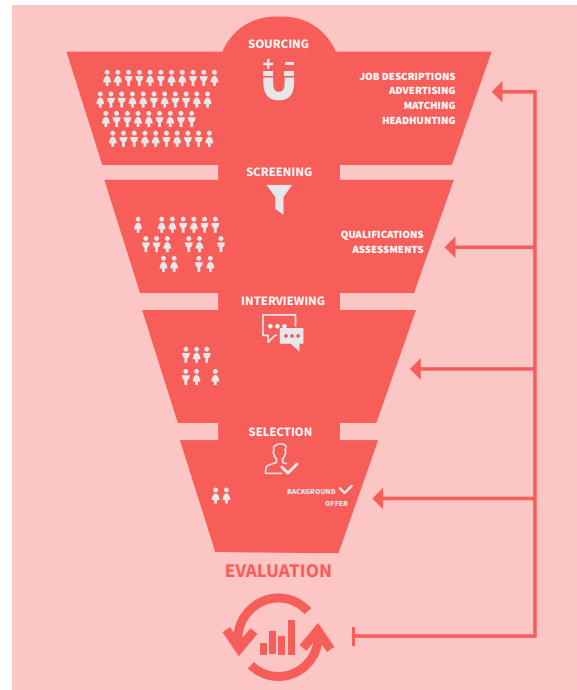 SOURCING
JOB DESCRIPTIONS
ADVERTISING
MATCHING
HEADHUNTING
SCREENING
QUALIFICATIONS
ASSESSMENTS
INTERVIEWING
SELECTION
BACKGROUND
OFFER
EVALUATION